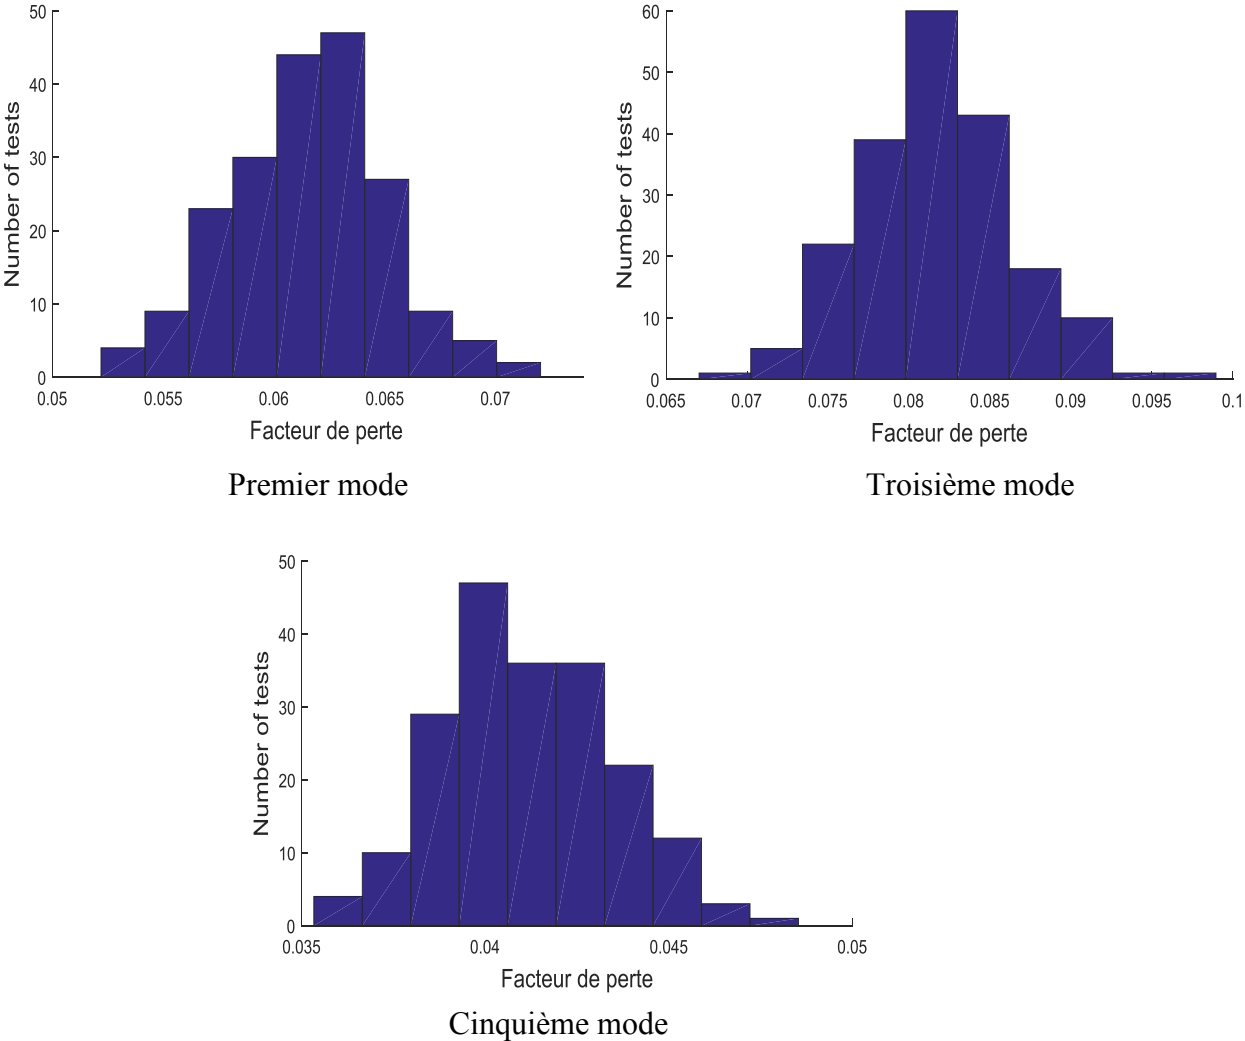 50
40
30
20
10
0
Number of tests
0.05 0.055 0.06 0.065 0.07
Facteur de perte
Premier mode
60
50
40
30
20
10
0
Number of tests
0.065 0.07 0.075 0.08 0.085 0.09 0.095 0.1
Facteur de perte
Troisième mode
50
40
30
20
10
0
Number of tests
0.035 0.04 0.045 0.05
Facteur de perte
Cinquième mode